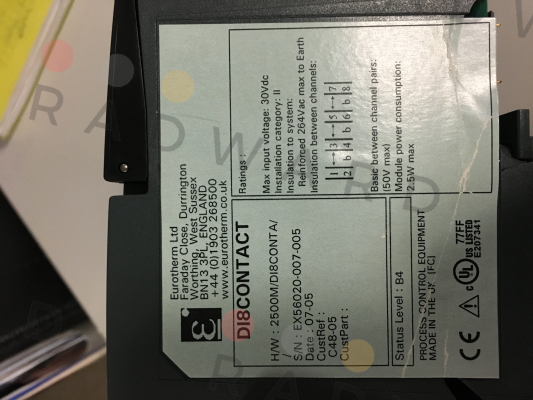 Eurotherm Ltd
Faraday Close, Durrington
Worthing, West Sussex
BN13 3PL, ENGLAND
+44 (0)1903 268500
www.eurotherm.co.uk
DI8CONTACT
H/W : 2500M/DI8CONTA/
/
S/N : EX56020-007-005
Date : 07-05
CustRef :
C48-05
CustPart :
Status Level : B4
PROCESS CONTROL EQUIPMENT
MADE IN THE UK (FC)
CE
c UL US LISTED
77FF
E207341
Ratings :
Max input voltage: 30Vdc
Installation category: II
Insulation to system:
Reinforced 264Vac max to Earth
Insulation between channels:
1 3 5 7
2 b 4 b 6 b 8
Basic between channel pairs:
(50V max)
Module power consumption:
2.5W max
RADWARD